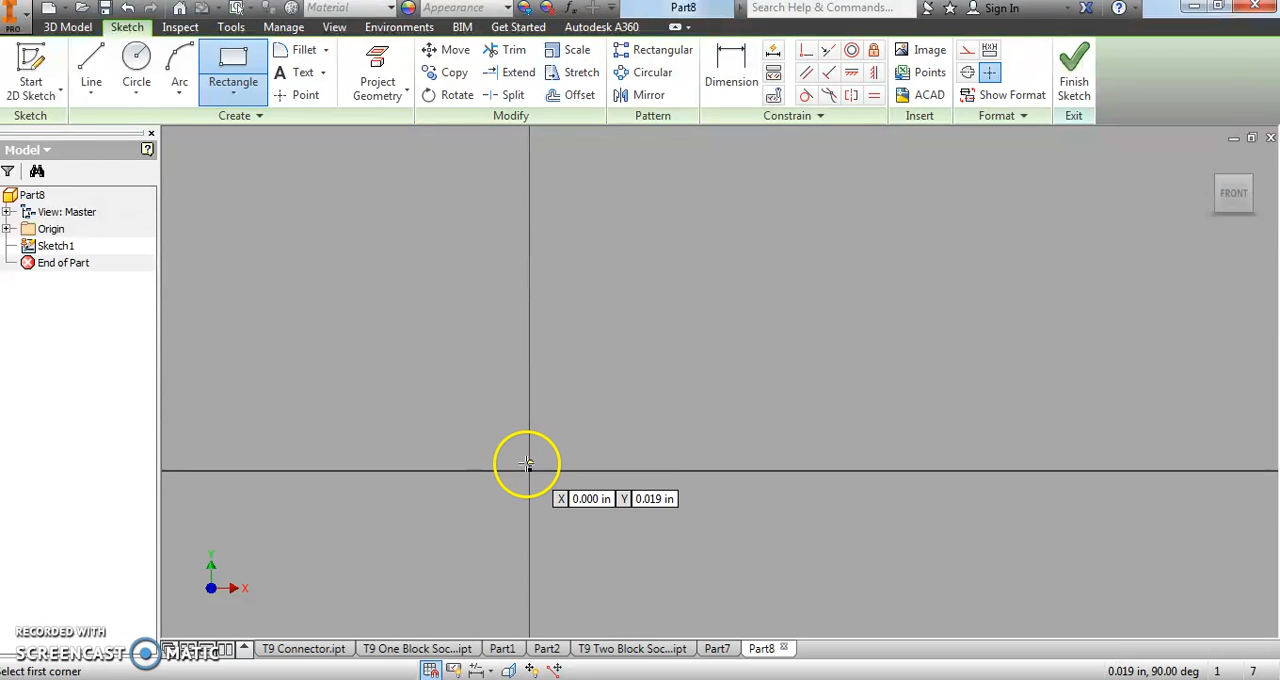 Material
Appearance
Part8
Search Help & Commands...
Sign In
PRO
3D Model
Sketch
Inspect
Tools
Manage
View
Environments
BIM
Get Started
Autodesk A360
Start
2D Sketch
Line
Circle
Arc
Rectangle
Fillet
Text
Point
Project
Geometry
Move
Copy
Rotate
Trim
Extend
Split
Scale
Stretch
Offset
Rectangular
Circular
Mirror
Dimension
Image
Points
ACAD
Show Format
Finish
Sketch
Sketch
Create
Modify
Pattern
Constrain
Insert
Format
Exit
Model
Part8
View: Master
Origin
Sketch1
End of Part
FRONT
X 0.000 in Y 0.019 in
Y
X
RECORDED WITH
SCREENCAST MATIC
T9 Connector.ipt
T9 One Block Soc...ipt
Part1
Part2
T9 Two Block Soc...ipt
Part7
Part8
Select first corner
0.019 in, 90.00 deg
1
7